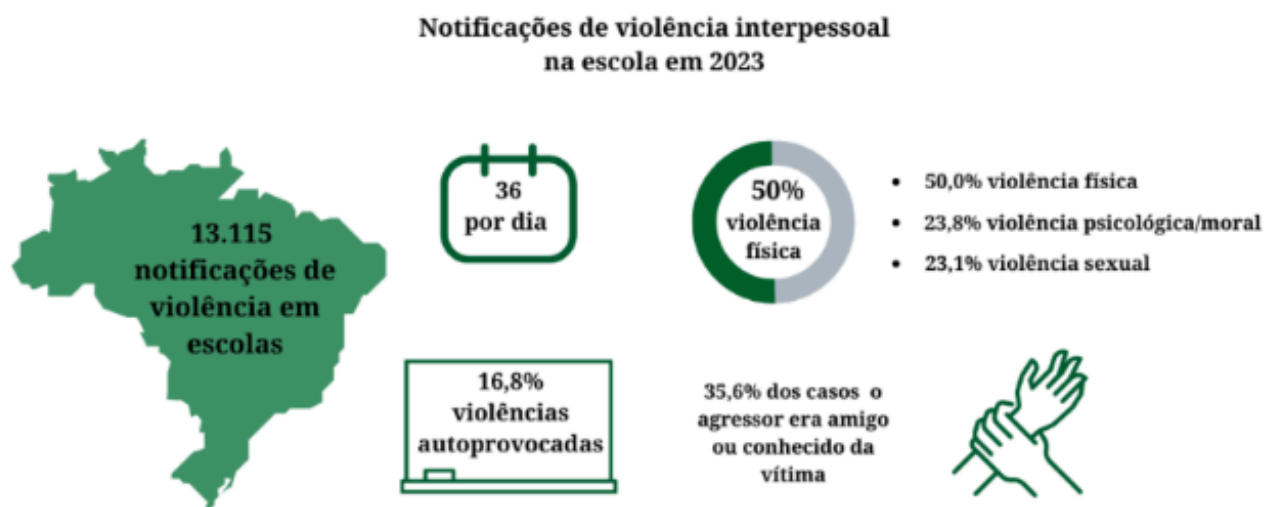 Notificações de violência interpessoal
na escola em 2023
13.115
notificações de
violência em
escolas
36
por dia
50%
violência
física
• 50,0% violência física
• 23,8% violência psicológica/moral
• 23,1% violência sexual
16,8%
violências
autoprovocadas
35,6% dos casos o
agressor era amigo
ou conhecido da
vítima